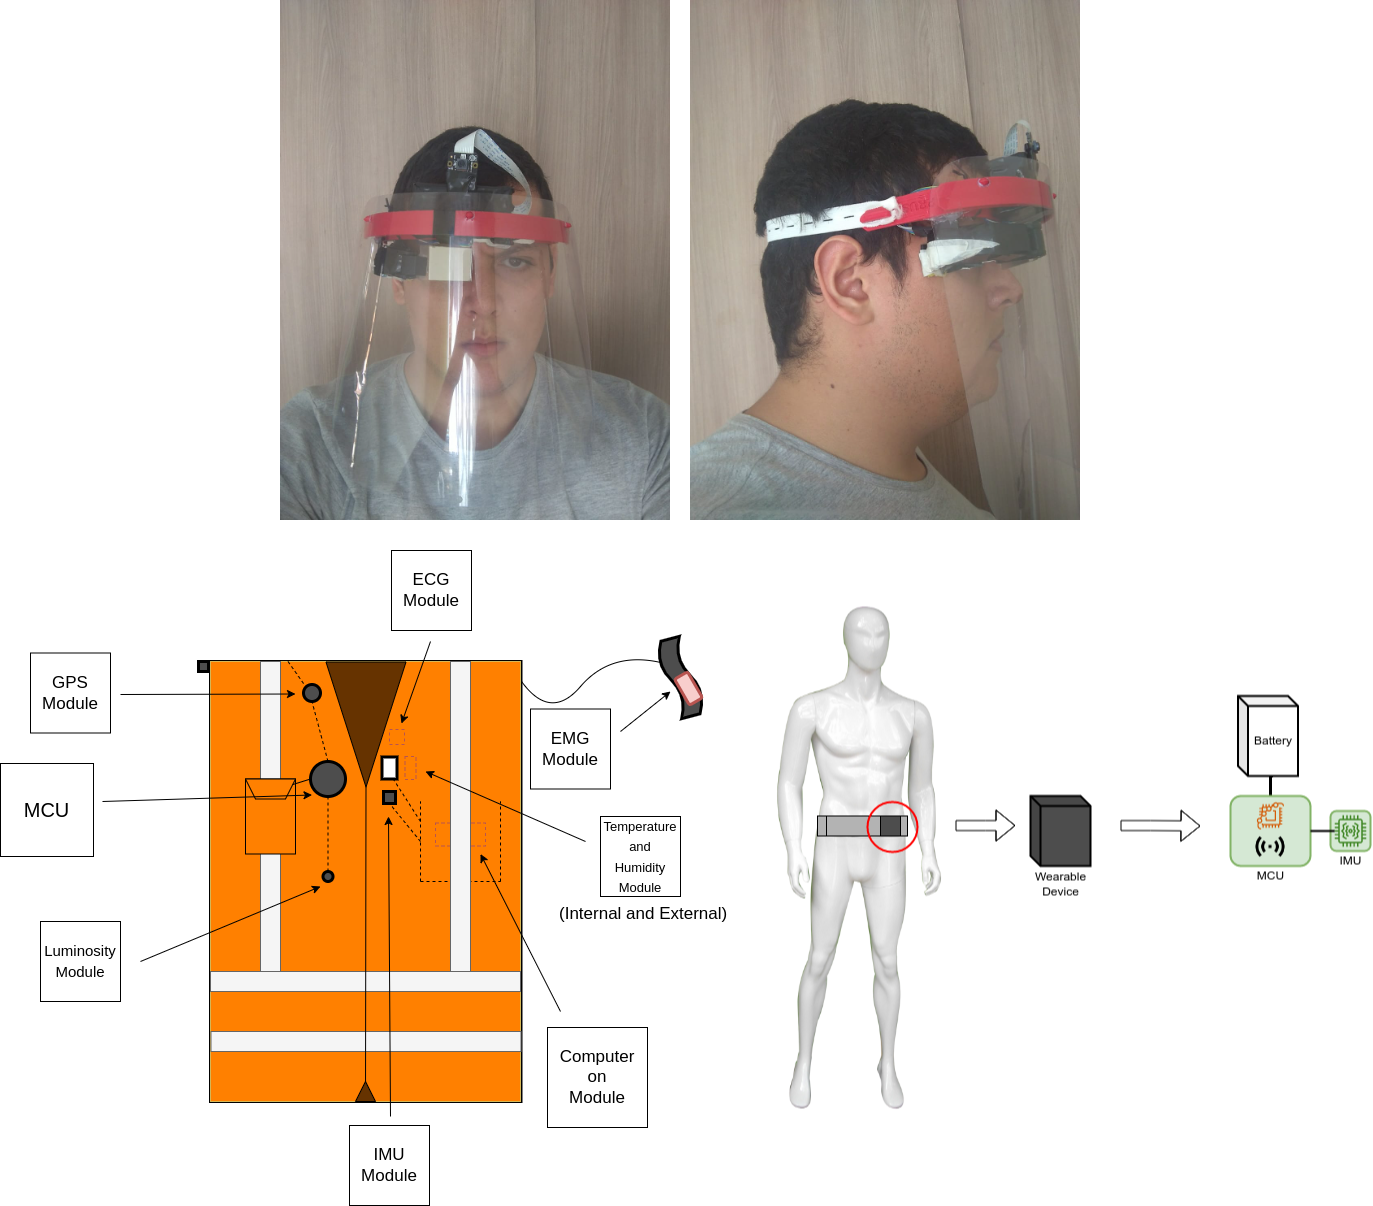 ECG
Module
GPS
Module
MCU
EMG
Module
Temperature
and
Humidity
Module
(Internal and External)
Luminosity
Module
Computer
on
Module
IMU
Module
Wearable
Device
Battery
MCU
IMU